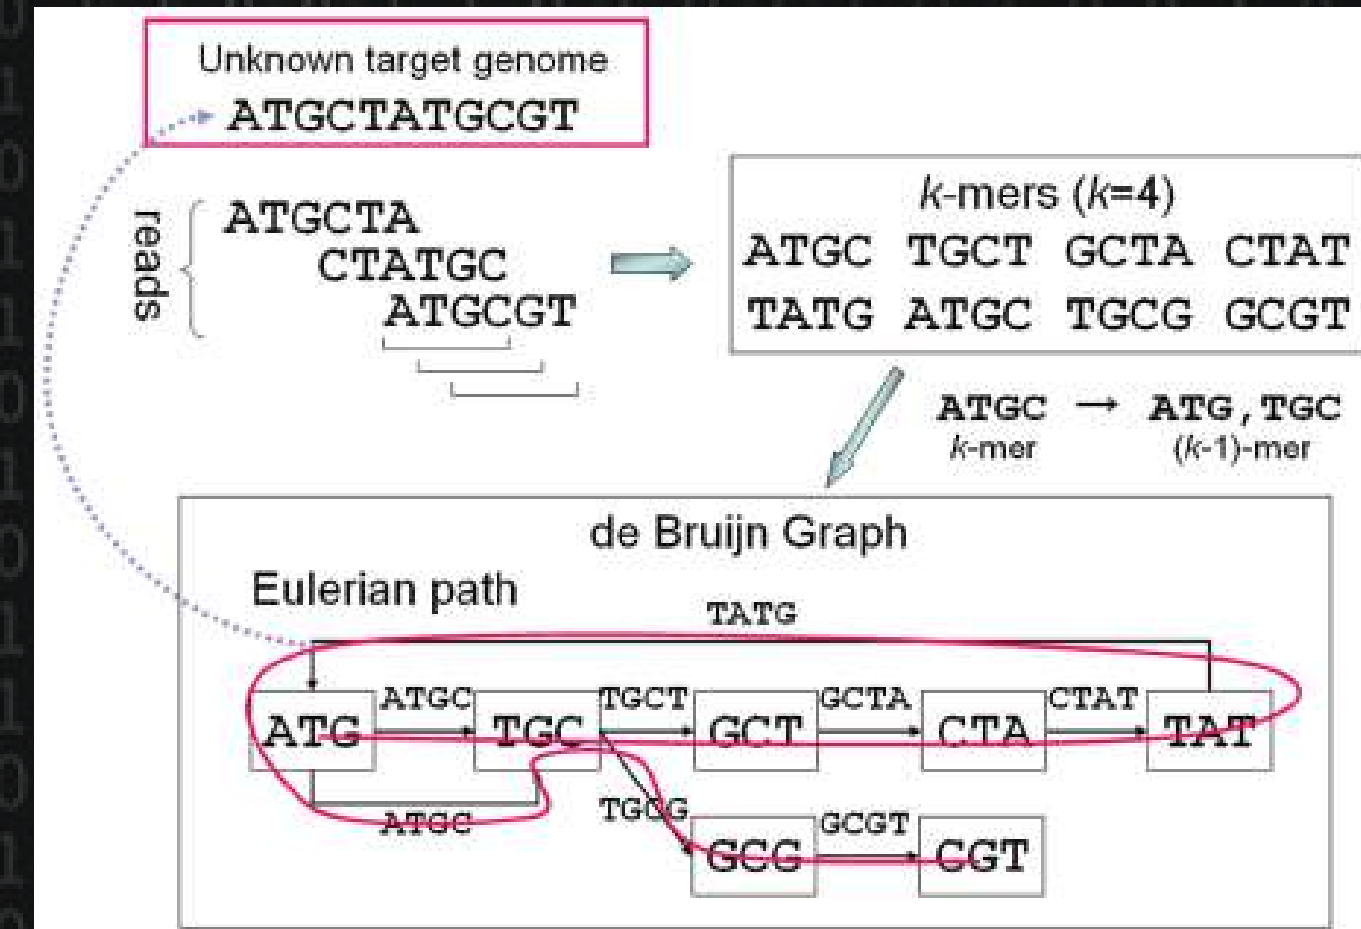 Unknown target genome
ATGCTATGCGT
reads
ATGCTA
CTATGC
ATGCGT
k-mers (k=4)
ATGC TGCT GCTA CTAT
TATG ATGC TGCG GCGT
ATGC → ATG, TGC
k-mer (k-1)-mer
de Bruijn Graph
Eulerian path
TATG
ATGC TGCT GCTA CTAT
ATG TGC GCT CTA TAT
ATGC TGCG GCGT
GCG CGT